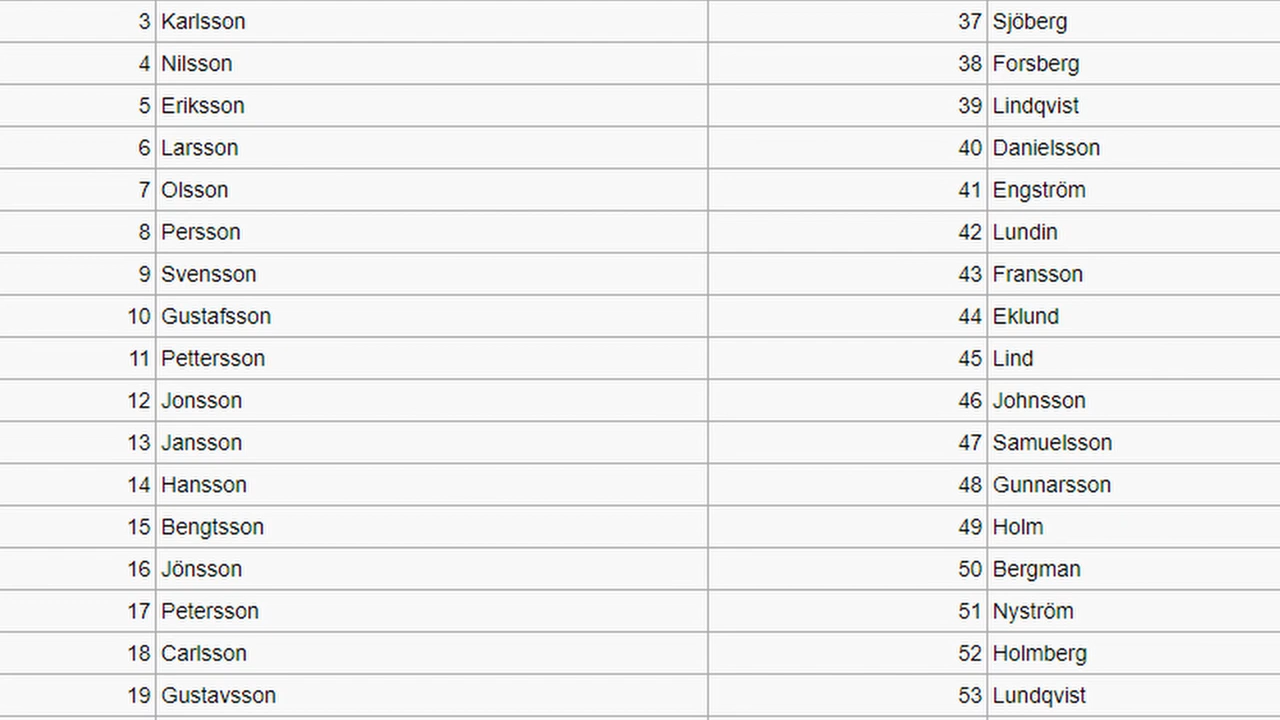 3 Karlsson 37 Sjöberg
4 Nilsson 38 Forsberg
5 Eriksson 39 Lindqvist
6 Larsson 40 Danielsson
7 Olsson 41 Engström
8 Persson 42 Lundin
9 Svensson 43 Fransson
10 Gustafsson 44 Eklund
11 Pettersson 45 Lind
12 Jonsson 46 Johnsson
13 Jansson 47 Samuelsson
14 Hansson 48 Gunnarsson
15 Bengtsson 49 Holm
16 Jönsson 50 Bergman
17 Petersson 51 Nyström
18 Carlsson 52 Holmberg
19 Gustavsson 53 Lundqvist